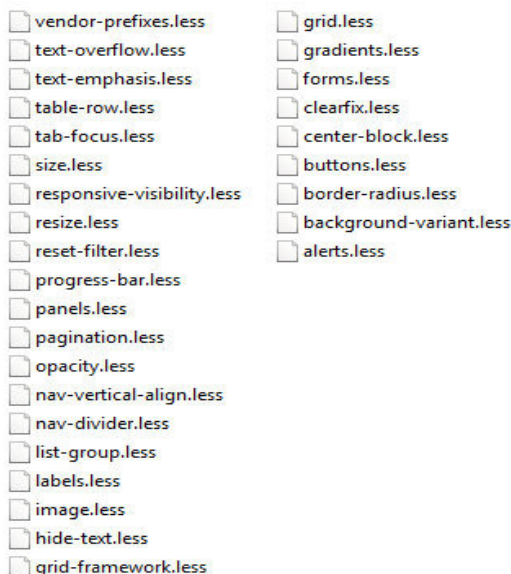 vendor-prefixes.less
text-overflow.less
text-emphasis.less
table-row.less
tab-focus.less
size.less
responsive-visibility.less
resize.less
reset-filter.less
progress-bar.less
panels.less
pagination.less
opacity.less
nav-vertical-align.less
nav-divider.less
list-group.less
labels.less
image.less
hide-text.less
grid-framework.less
grid.less
gradients.less
forms.less
clearfix.less
center-block.less
buttons.less
border-radius.less
background-variant.less
alerts.less